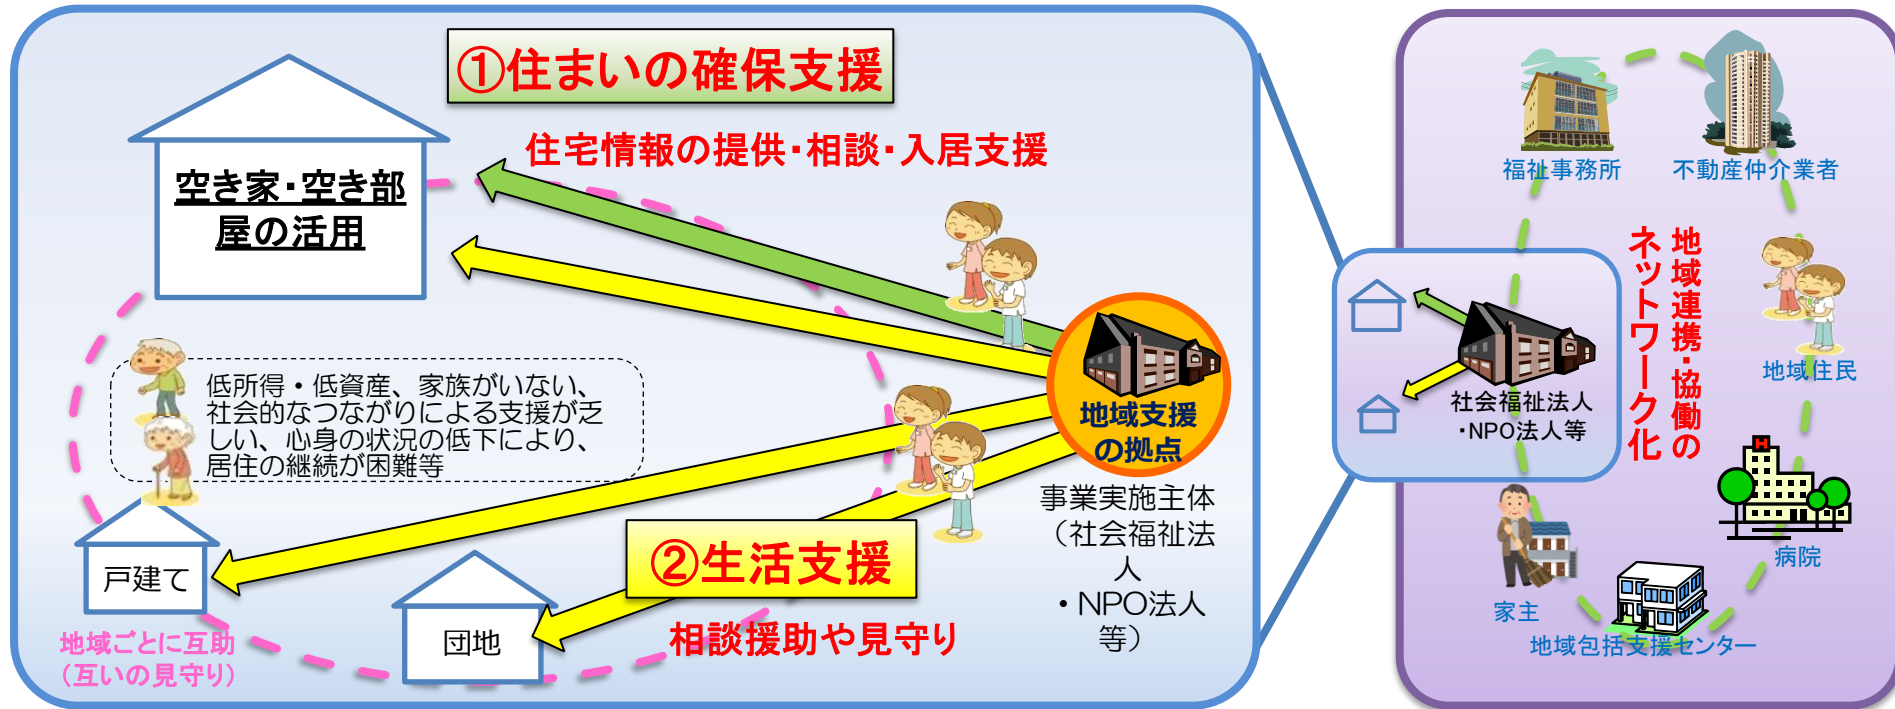 ①住まいの確保支援
住宅情報の提供・相談・入居支援
空き家・空き部
屋の活用
低所得・低資産、家族がいない、
社会的なつながりによる支援が乏
しい、心身の状況の低下により、
居住の継続が困難等
地域支援
の拠点
事業実施主体
(社会福祉法
人
・NPO法人
等)
戸建て
②生活支援
相談援助や見守り
団地
地域ごとに互助
(互いの見守り)
福祉事務所
不動産仲介業者
地域連携・協働の
ネットワーク化
地域住民
社会福祉法人
・NPO法人等
H
病院
家主
地域包括支援センター